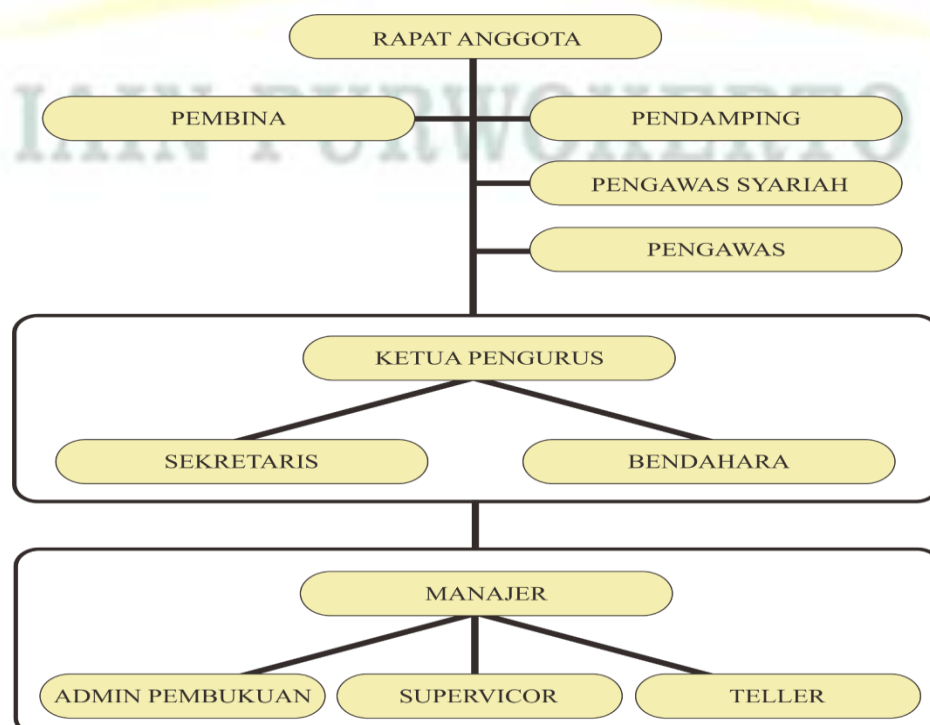 RAPAT ANGGOTA
IAIN PURWOKERTO
PEMBINA
PENDAMPING
PENGAWAS SYARIAH
PENGAWAS
KETUA PENGURUS
SEKRETARIS
BENDAHARA
MANAJER
ADMIN PEMBUKUAN
SUPERVICOR
TELLER